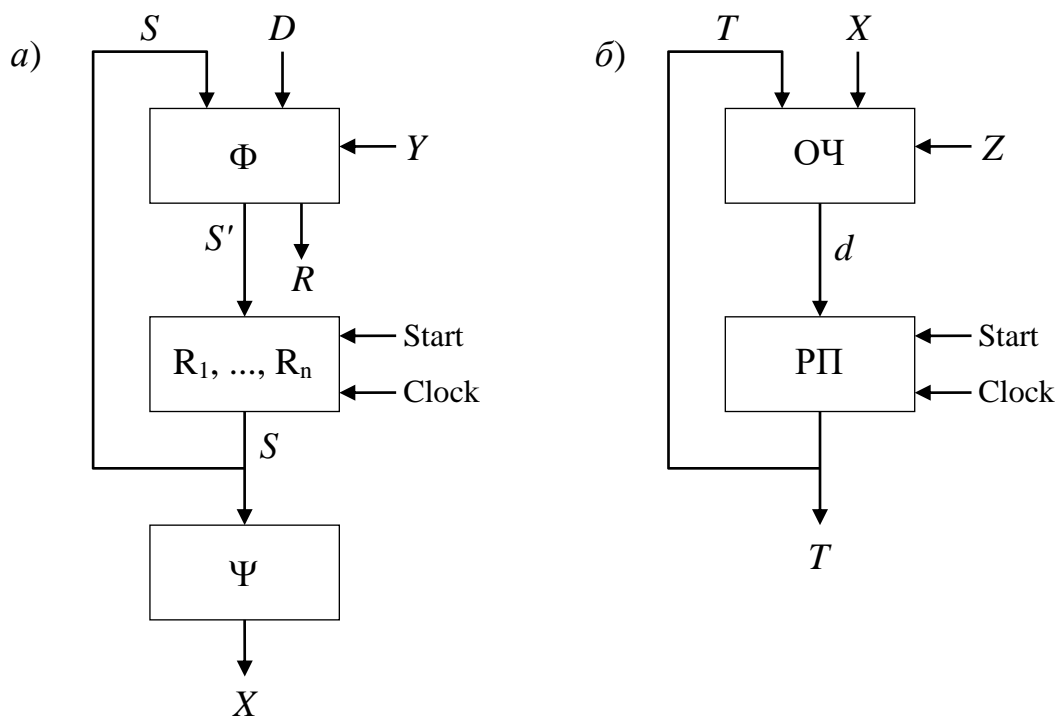 а)
S
D
Φ
Y
S'
R
R₁, ..., Rₙ
Start
Clock
S
Ψ
X
б)
T
X
ОЧ
Z
d
РП
Start
Clock
T